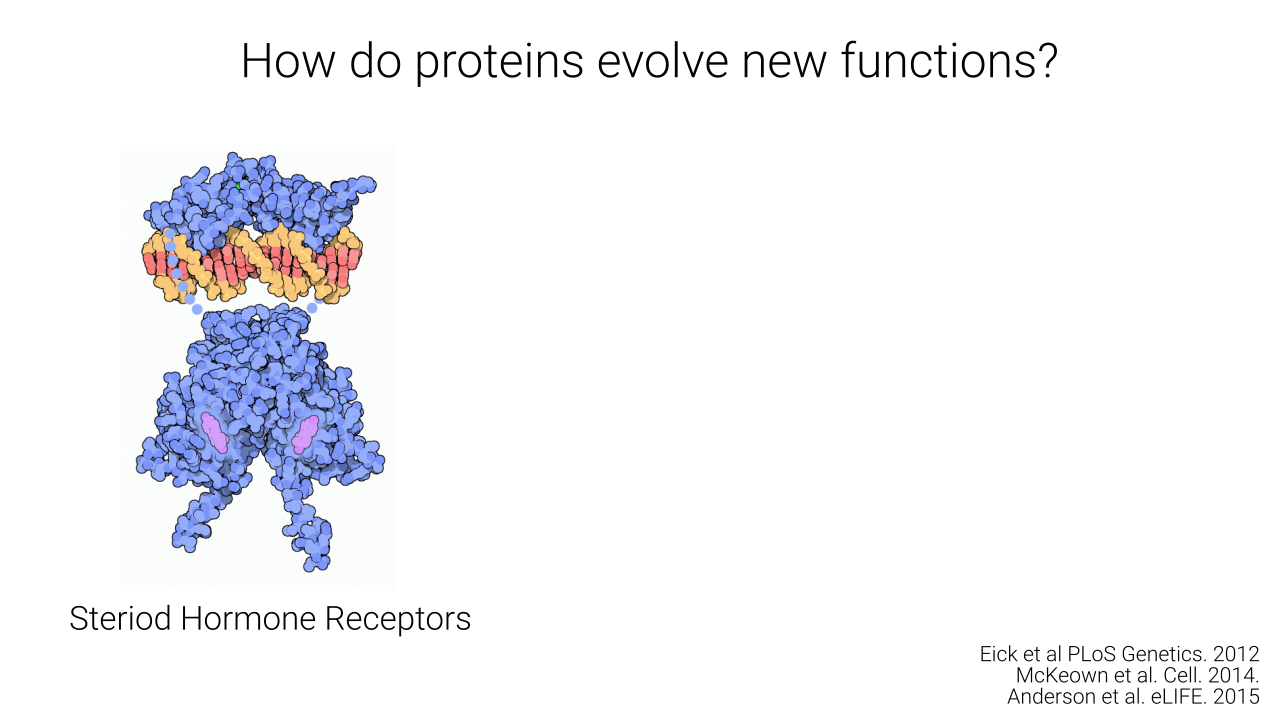 How do proteins evolve new functions?
Steriod Hormone Receptors
Eick et al PLoS Genetics. 2012
McKeown et al. Cell. 2014.
Anderson et al. eLIFE. 2015